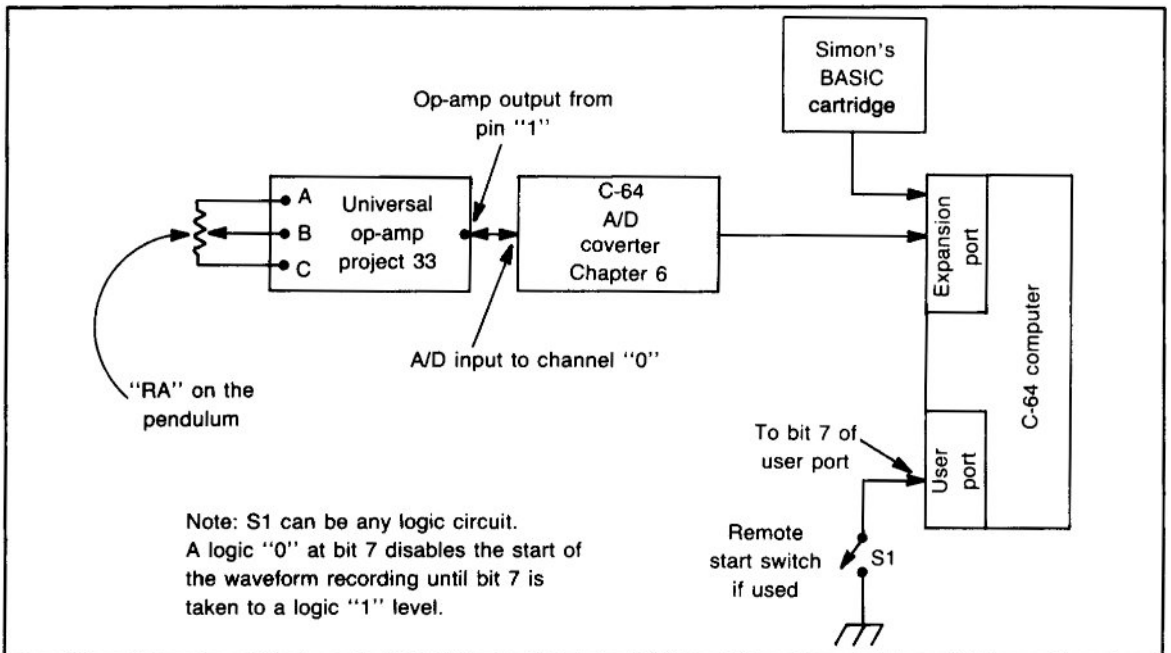 Simon's
BASIC
cartridge
Op-amp output from
pin "1"
A
B
C
Universal
op-amp
project 33
C-64
A/D
coverter
Chapter 6
Expansion
port
C-64 computer
A/D input to channel "0"
"RA" on the
pendulum
To bit 7 of
user port
User
port
Note: S1 can be any logic circuit.
A logic "0" at bit 7 disables the start of
the waveform recording until bit 7 is
taken to a logic "1" level.
Remote
start switch
if used
S1